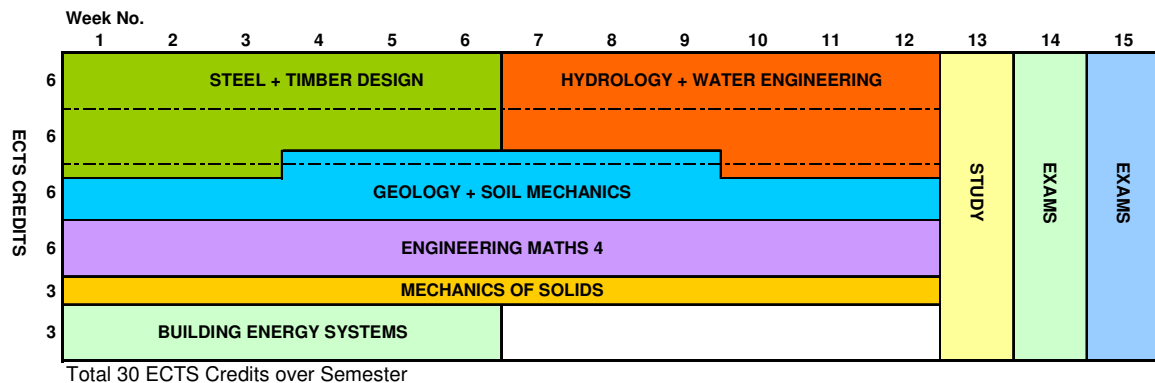 Week No.
1 2 3 4 5 6 7 8 9 10 11 12 13 14 15
ECTS CREDITS
6 STEEL + TIMBER DESIGN HYDROLOGY + WATER ENGINEERING
6
6 GEOLOGY + SOIL MECHANICS
6 ENGINEERING MATHS 4
3 MECHANICS OF SOLIDS
3 BUILDING ENERGY SYSTEMS
STUDY
EXAMS
EXAMS
Total 30 ECTS Credits over Semester